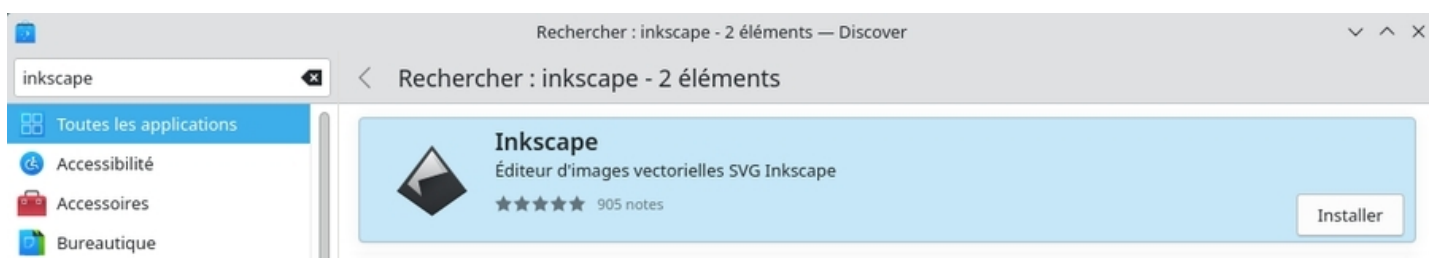 Rechercher : inkscape - 2 éléments — Discover
inkscape
Rechercher : inkscape - 2 éléments
Toutes les applications
Accessibilité
Accessoires
Bureautique
Inkscape
Éditeur d'images vectorielles SVG Inkscape
905 notes
Installer